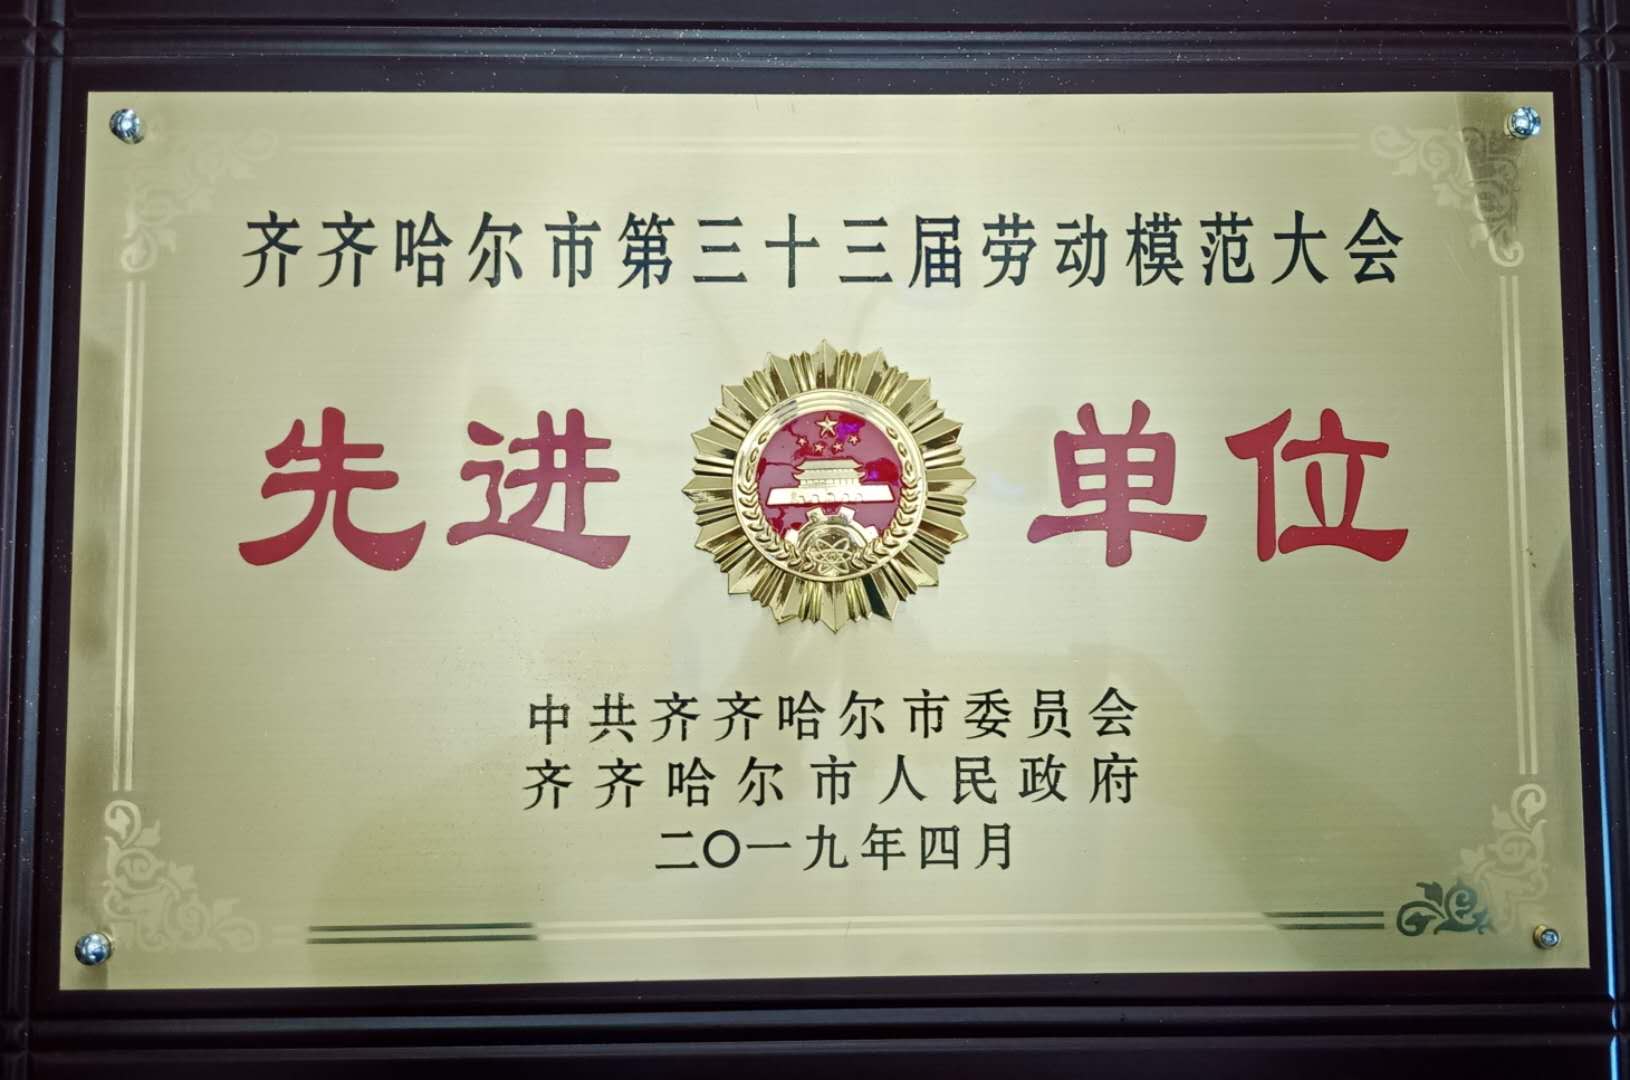 齐齐哈尔市第三十三届劳动模范大会
先进单位
中共齐齐哈尔市委员会
齐齐哈尔市人民政府
二〇一九年四月